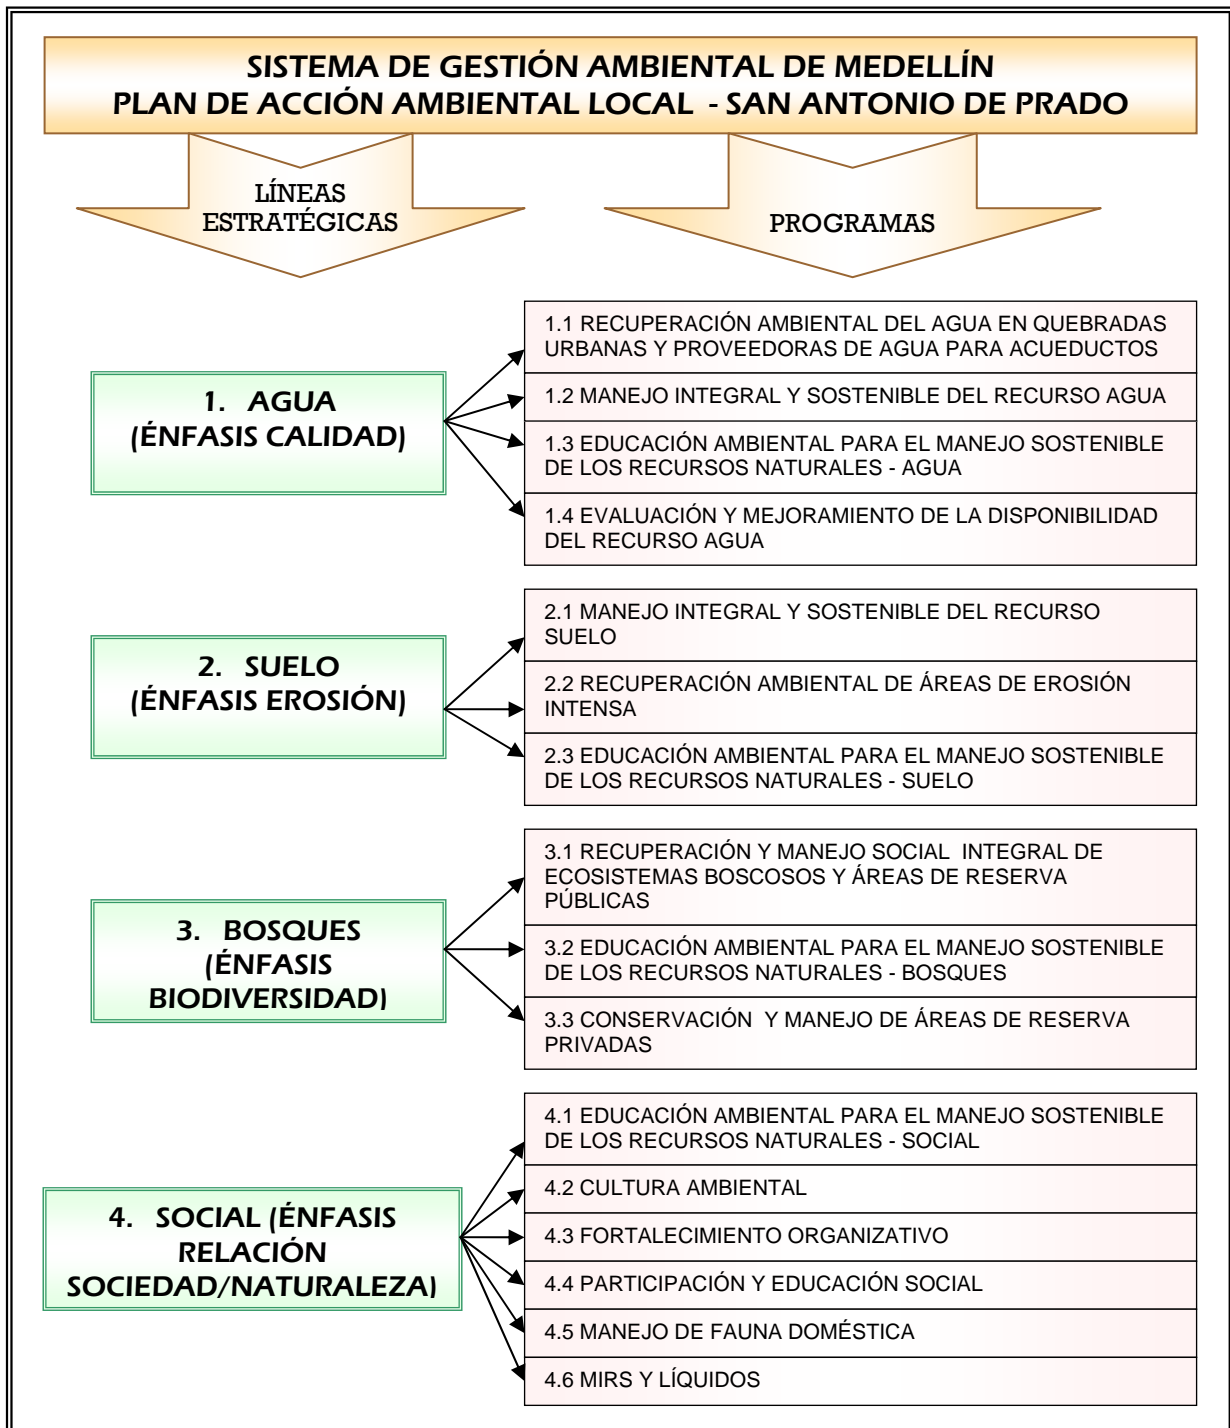 SISTEMA DE GESTIÓN AMBIENTAL DE MEDELLÍN
PLAN DE ACCIÓN AMBIENTAL LOCAL - SAN ANTONIO DE PRADO
LÍNEAS
ESTRATÉGICAS
PROGRAMAS
1. AGUA
(ÉNFASIS CALIDAD)
1.1 RECUPERACIÓN AMBIENTAL DEL AGUA EN QUEBRADAS
URBANAS Y PROVEEDORAS DE AGUA PARA ACUEDUCTOS
1.2 MANEJO INTEGRAL Y SOSTENIBLE DEL RECURSO AGUA
1.3 EDUCACIÓN AMBIENTAL PARA EL MANEJO SOSTENIBLE
DE LOS RECURSOS NATURALES - AGUA
1.4 EVALUACIÓN Y MEJORAMIENTO DE LA DISPONIBILIDAD
DEL RECURSO AGUA
2. SUELO
(ÉNFASIS EROSIÓN)
2.1 MANEJO INTEGRAL Y SOSTENIBLE DEL RECURSO
SUELO
2.2 RECUPERACIÓN AMBIENTAL DE ÁREAS DE EROSIÓN
INTENSA
2.3 EDUCACIÓN AMBIENTAL PARA EL MANEJO SOSTENIBLE
DE LOS RECURSOS NATURALES - SUELO
3. BOSQUES
(ÉNFASIS
BIODIVERSIDAD)
3.1 RECUPERACIÓN Y MANEJO SOCIAL INTEGRAL DE
ECOSISTEMAS BOSCOSOS Y ÁREAS DE RESERVA
PÚBLICAS
3.2 EDUCACIÓN AMBIENTAL PARA EL MANEJO SOSTENIBLE
DE LOS RECURSOS NATURALES - BOSQUES
3.3 CONSERVACIÓN Y MANEJO DE ÁREAS DE RESERVA
PRIVADAS
4. SOCIAL (ÉNFASIS
RELACIÓN
SOCIEDAD/NATURALEZA)
4.1 EDUCACIÓN AMBIENTAL PARA EL MANEJO SOSTENIBLE
DE LOS RECURSOS NATURALES - SOCIAL
4.2 CULTURA AMBIENTAL
4.3 FORTALECIMIENTO ORGANIZATIVO
4.4 PARTICIPACIÓN Y EDUCACIÓN SOCIAL
4.5 MANEJO DE FAUNA DOMÉSTICA
4.6 MIRS Y LÍQUIDOS